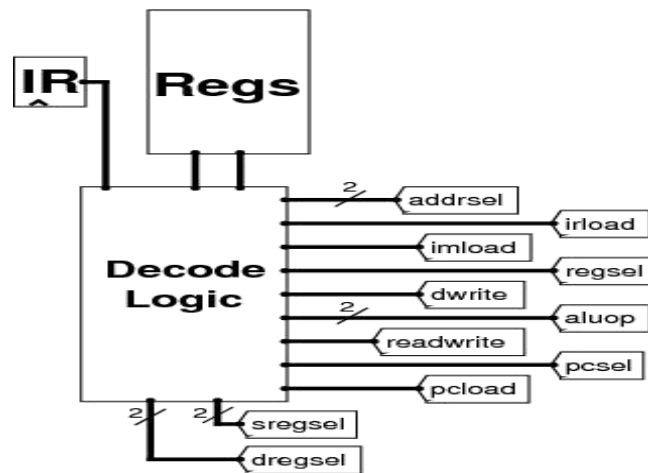 IR
Regs
Decode
Logic
2
addrsel
irload
imload
regsel
dwrite
2
aluop
readwrite
pcsel
pcload
2
2
sregsel
dregsel